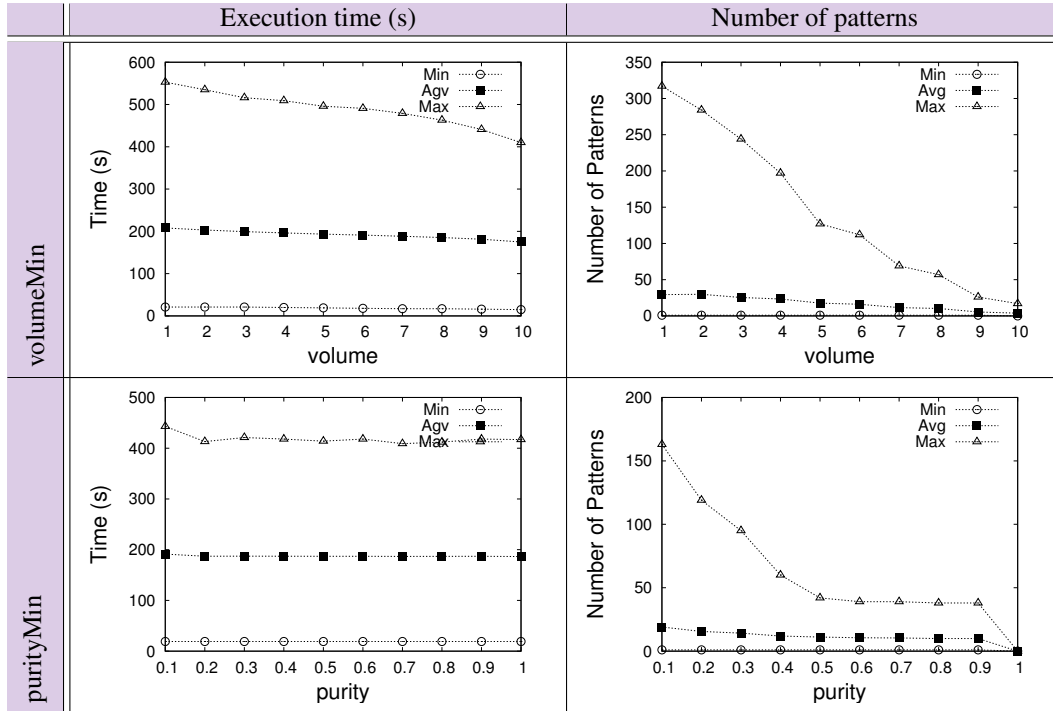 Execution time (s) Number of patterns
volumeMin
600
500
400
300
200
100
0
Time (s)
Min
Agv
Max
1 2 3 4 5 6 7 8 9 10
volume
350
300
250
200
150
100
50
0
Number of Patterns
Min
Avg
Max
1 2 3 4 5 6 7 8 9 10
volume
purityMin
500
400
300
200
100
0
Time (s)
Min
Agv
Max
0.1 0.2 0.3 0.4 0.5 0.6 0.7 0.8 0.9 1
purity
200
150
100
50
0
Number of Patterns
Min
Avg
Max
0.1 0.2 0.3 0.4 0.5 0.6 0.7 0.8 0.9 1
purity